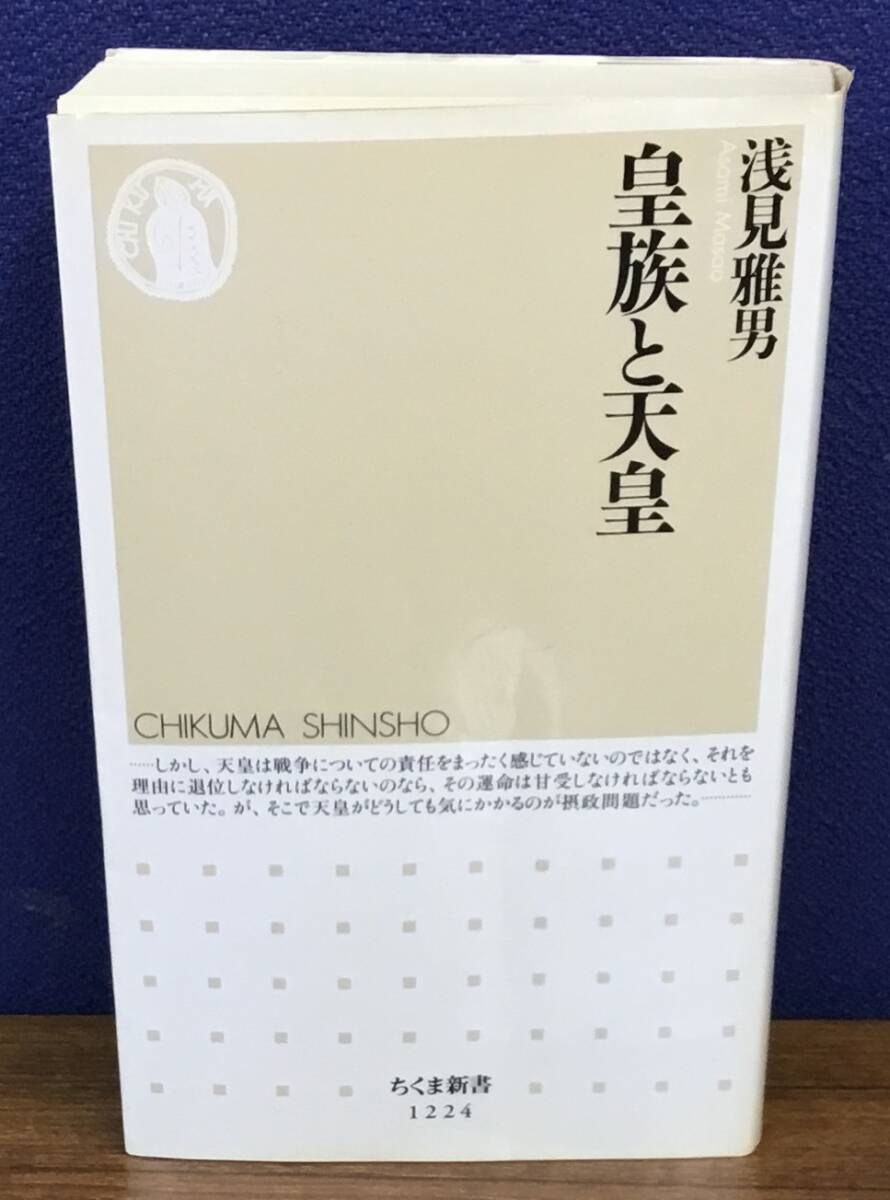 浅見雅男
Asami Masao
皇族と天皇
CHIKUMA
CHIKUMA SHINSHO
……しかし、天皇は戦争についての責任をまったく感じていないのではなく、それを
理由に退位しなければならないのなら、その運命は甘受しなければならないとも
思っていた。が、そこで天皇がどうしても気にかかるのが摂政問題だった。…………
ちくま新書
1224